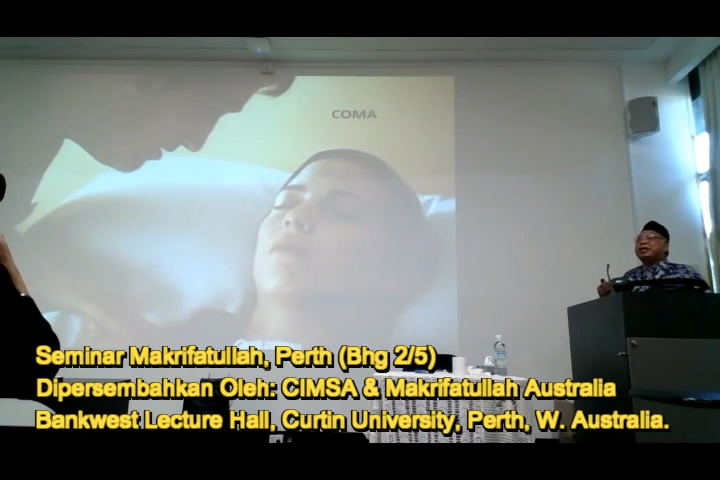 COMA
Seminar Makrifatullah, Perth (Bhg 2/5)
Dipersembahkan Oleh: CIMSA & Makrifatullah Australia
Bankwest Lecture Hall, Curtin University, Perth, W. Australia.